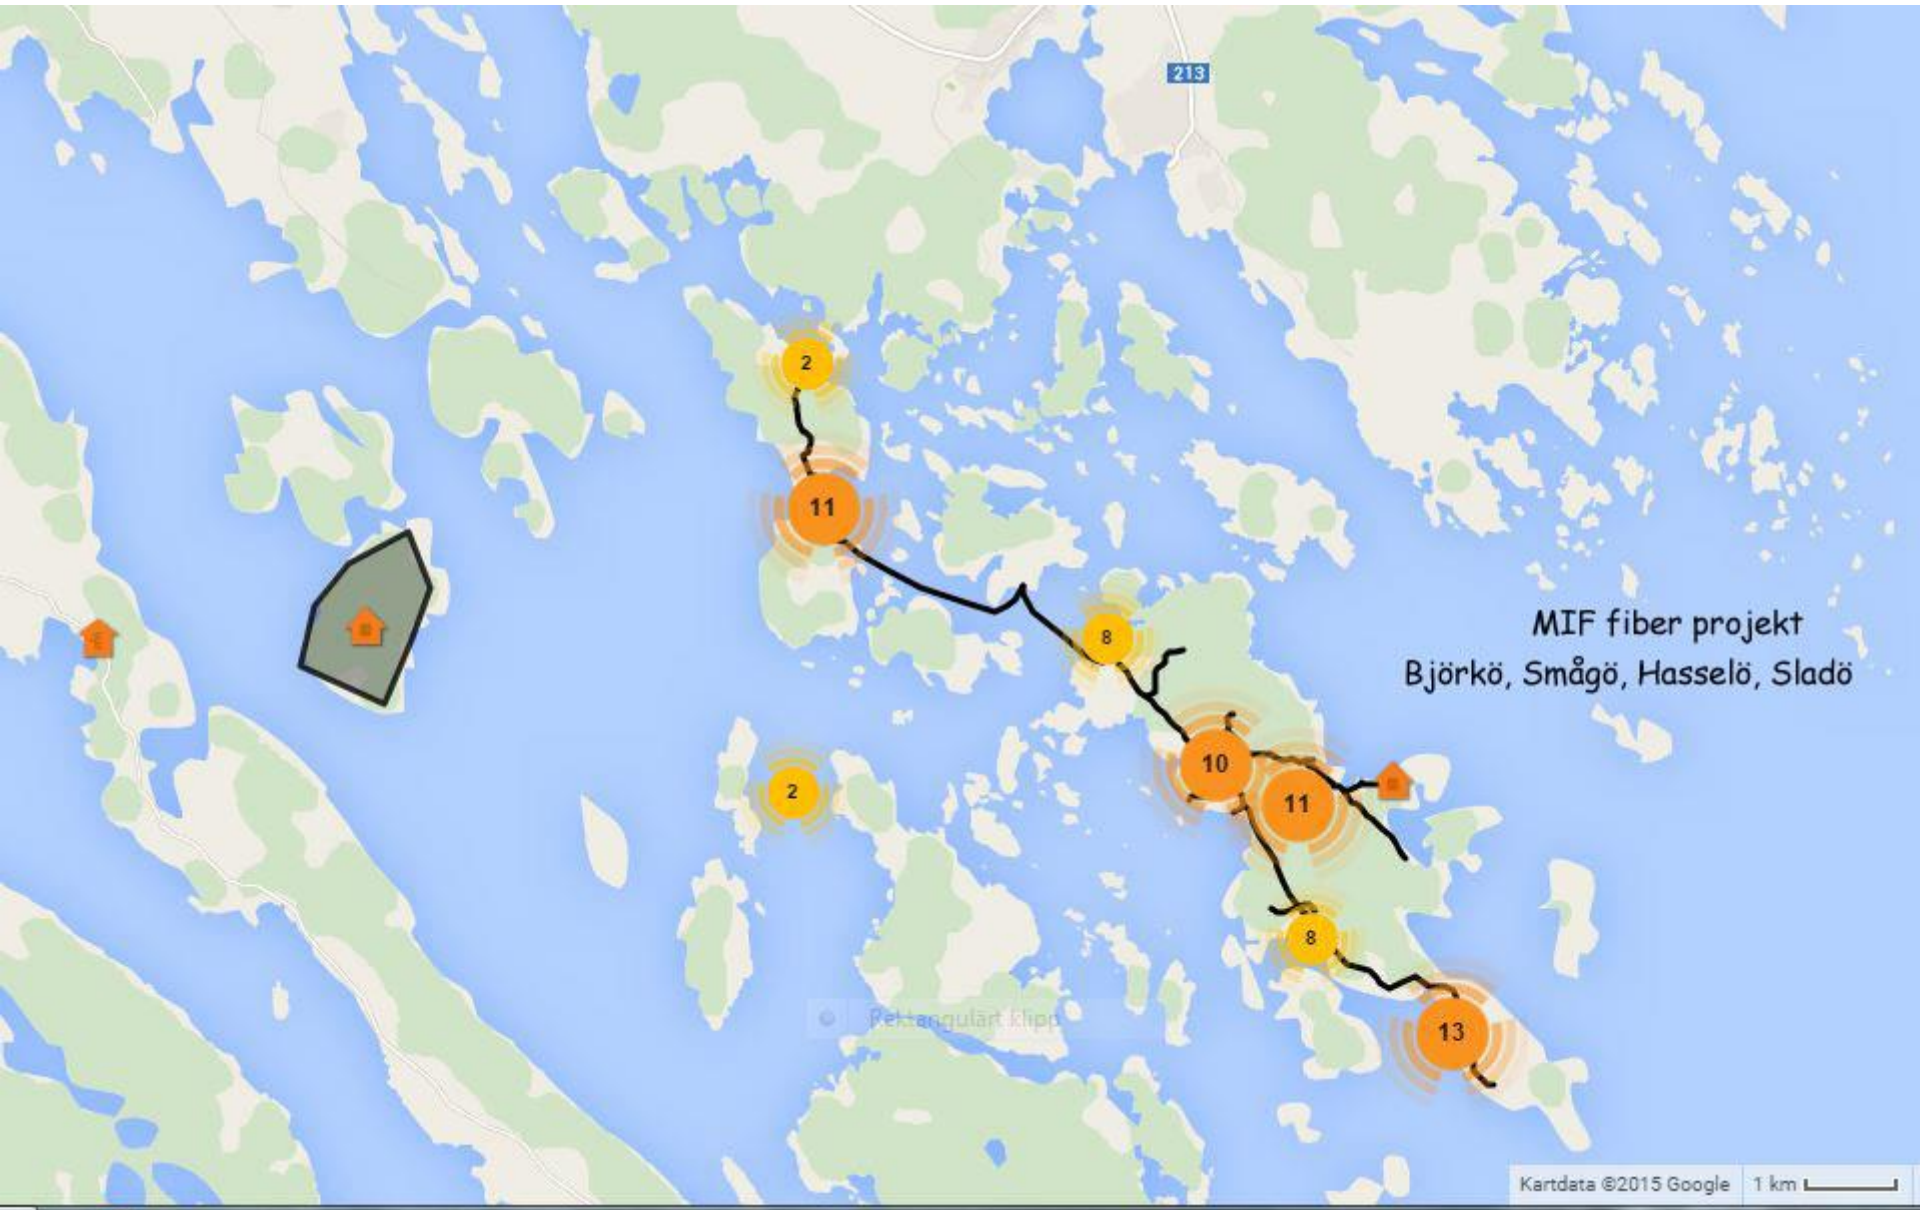 213
2
11
8
MIF fiber projekt
Björkö, Smågö, Hasselö, Sladö
10
2
11
8
Rektangulärt klipp
13
Kartdata ©2015 Google
1 km